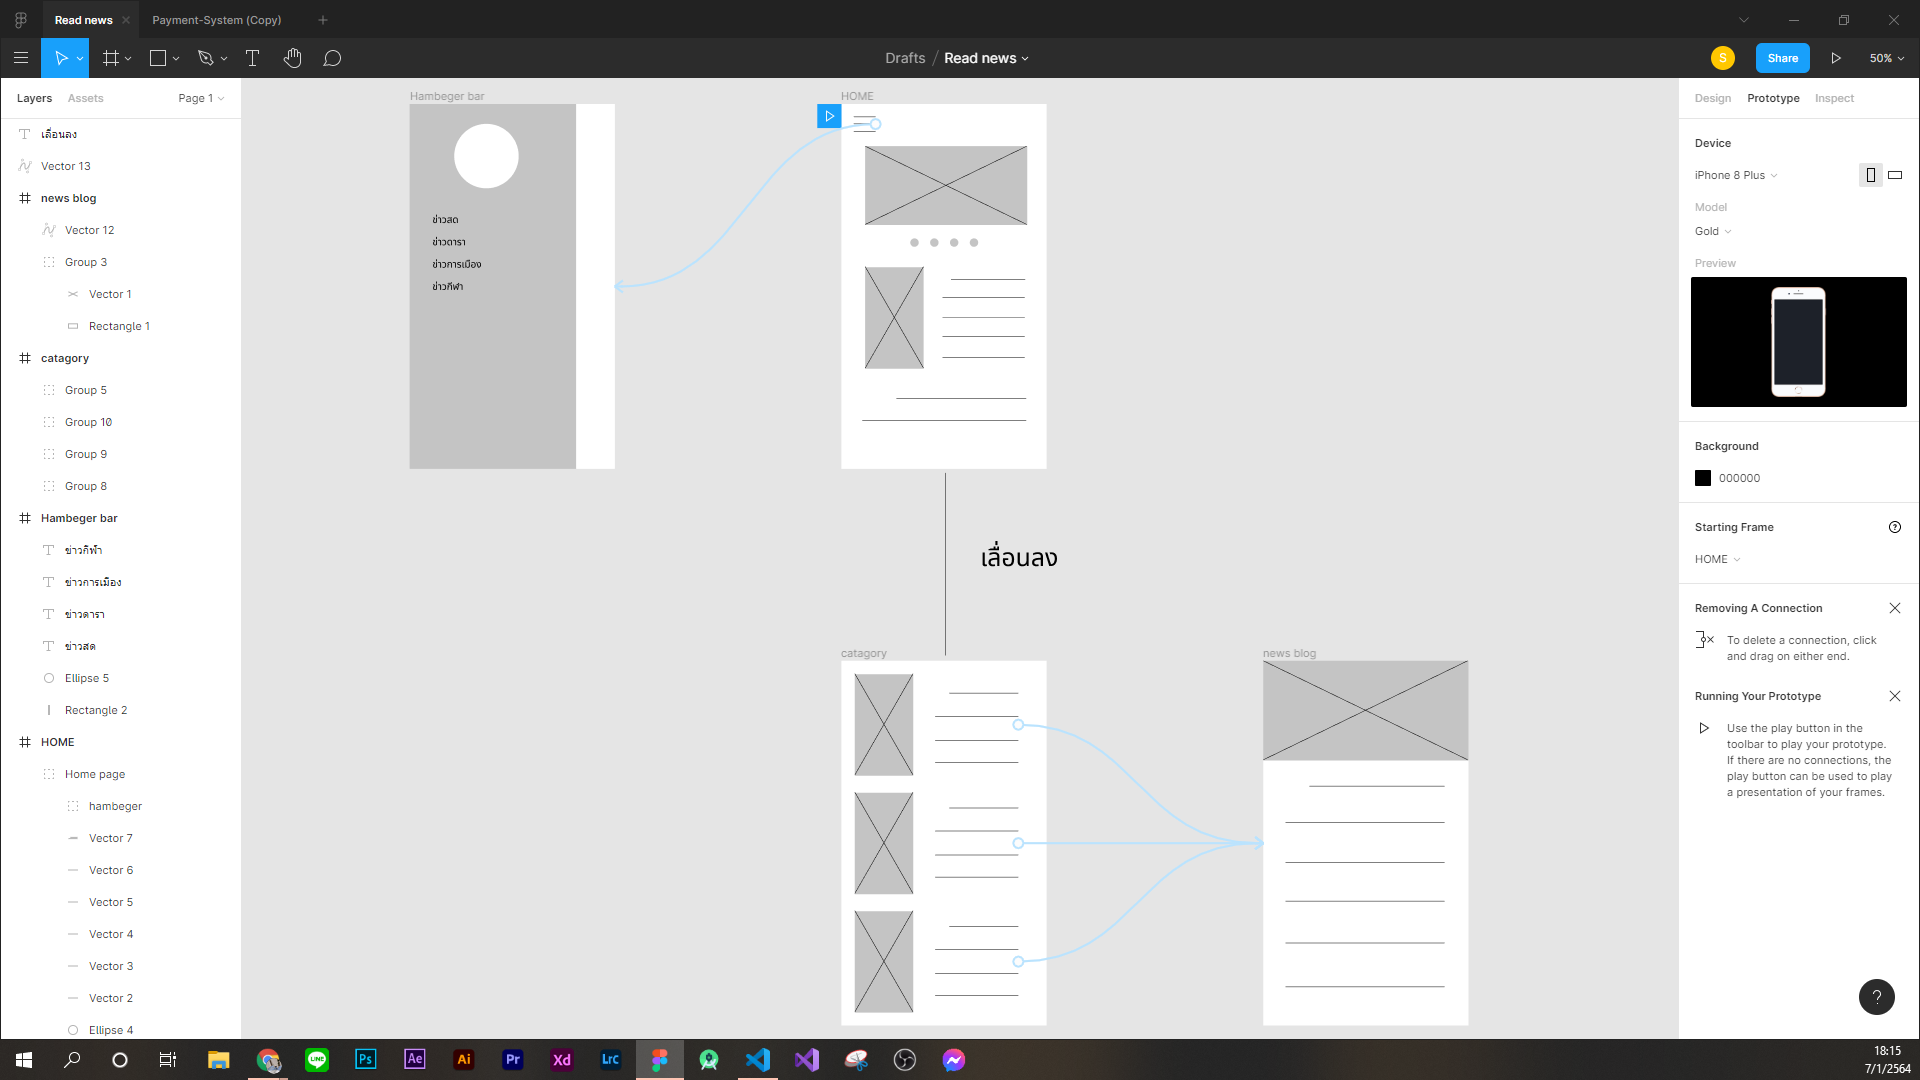 Read news
Payment-System (Copy)
Drafts / Read news
S
Share
50%
Layers
Assets
Page 1
เลื่อนลง
Vector 13
news blog
Vector 12
Group 3
Vector 1
Rectangle 1
catagory
Group 5
Group 10
Group 9
Group 8
Hambeger bar
ข่าวกีฬา
ข่าวการเมือง
ข่าวดารา
ข่าวสด
Ellipse 5
Rectangle 2
HOME
Home page
hambeger
Vector 7
Vector 6
Vector 5
Vector 4
Vector 3
Vector 2
Ellipse 4
Hambeger bar
ข่าวสด
ข่าวดารา
ข่าวการเมือง
ข่าวกีฬา
HOME
เลื่อนลง
catagory
news blog
Design
Prototype
Inspect
Device
iPhone 8 Plus
Model
Gold
Preview
Background
000000
Starting Frame
HOME
Removing A Connection
To delete a connection, click
and drag on either end.
Running Your Prototype
Use the play button in the
toolbar to play your prototype.
If there are no connections, the
play button can be used to play
a presentation of your frames.
?
LINE
Ps
Ae
Ai
Pr
Xd
LrC
18:15
7/1/2564